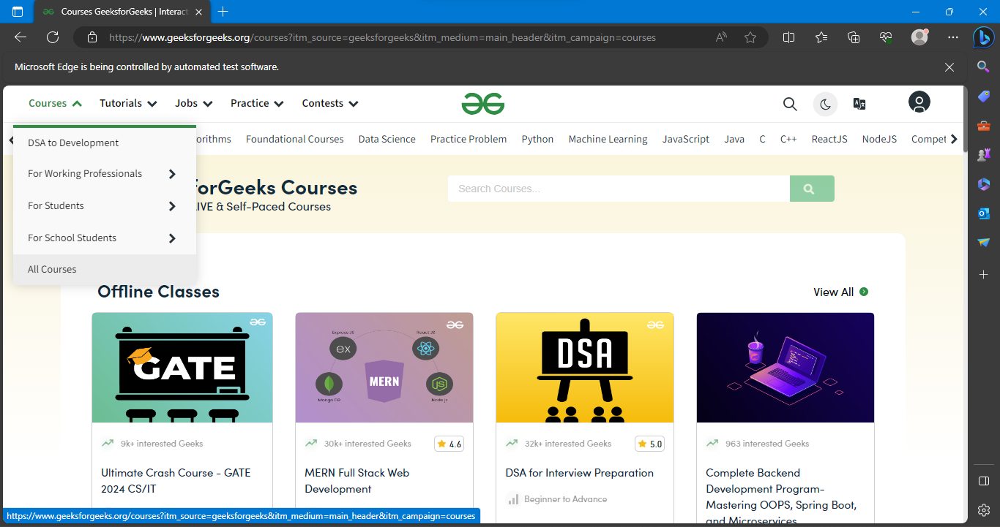 Courses GeeksforGeeks | Interact
https://www.geeksforgeeks.org/courses?itm_source=geeksforgeeks&itm_medium=main_header&itm_campaign=courses
Microsoft Edge is being controlled by automated test software.
Courses Tutorials Jobs Practice Contests
orithms Foundational Courses Data Science Practice Problem Python Machine Learning JavaScript Java C C++ ReactJS NodeJS Compet
DSA to Development
For Working Professionals
For Students
For School Students
All Courses
forGeeks Courses
IVE & Self-Paced Courses
Search Courses...
Offline Classes
View All
GATE
Express JS
React JS
ex
MERN
JS
Mongo DB
Node js
DSA
9k+ interested Geeks
30k+ interested Geeks
4.6
32k+ interested Geeks
5.0
963 interested Geeks
Ultimate Crash Course - GATE
2024 CS/IT
MERN Full Stack Web
Development
DSA for Interview Preparation
Beginner to Advance
Complete Backend
Development Program-
Mastering OOPS, Spring Boot,
and Microservices
https://www.geeksforgeeks.org/courses?itm_source=geeksforgeeks&itm_medium=main_header&itm_campaign=courses